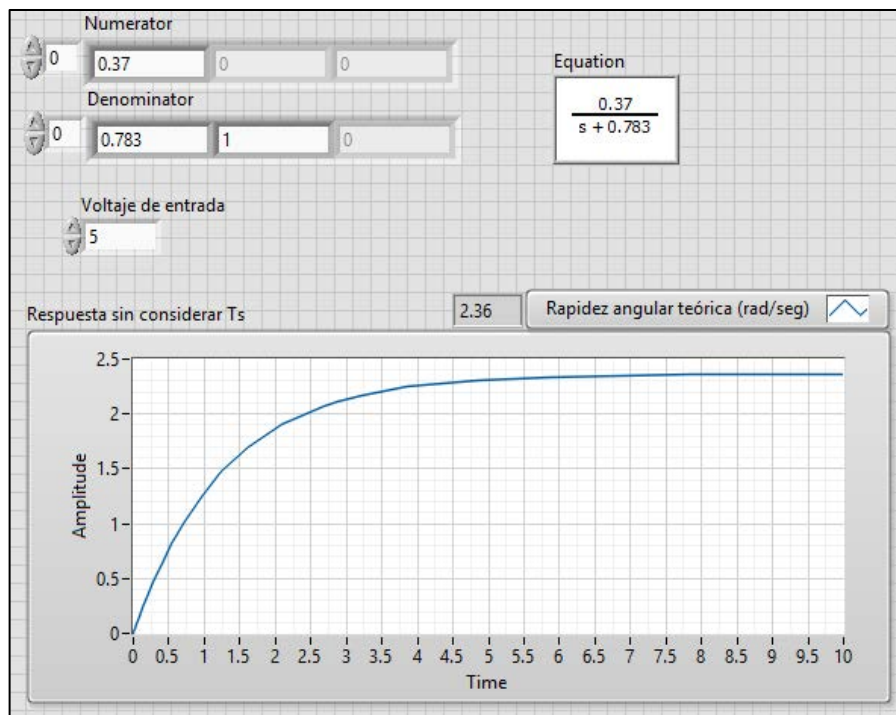 Numerator
0 0.37 0 0
Denominator
0 0.783 1 0
Equation
0.37
s + 0.783
Voltaje de entrada
5
Respuesta sin considerar Ts 2.36 Rapidez angular teórica (rad/seg)
2.5
2
1.5
1
0.5
0
Amplitude
0 0.5 1 1.5 2 2.5 3 3.5 4 4.5 5 5.5 6 6.5 7 7.5 8 8.5 9 9.5 10
Time